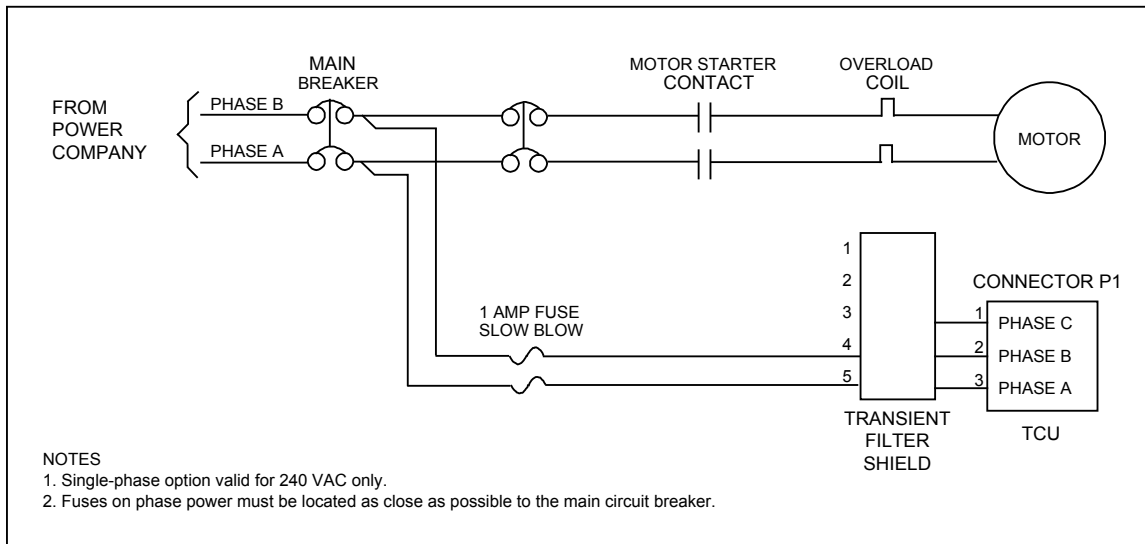 MAIN
BREAKER
MOTOR STARTER
CONTACT
OVERLOAD
COIL
FROM
POWER
COMPANY
PHASE B
PHASE A
MOTOR
1
2
3
4
5
1 AMP FUSE
SLOW BLOW
TRANSIENT
FILTER
SHIELD
CONNECTOR P1
1 PHASE C
2 PHASE B
3 PHASE A
TCU
NOTES
1. Single-phase option valid for 240 VAC only.
2. Fuses on phase power must be located as close as possible to the main circuit breaker.